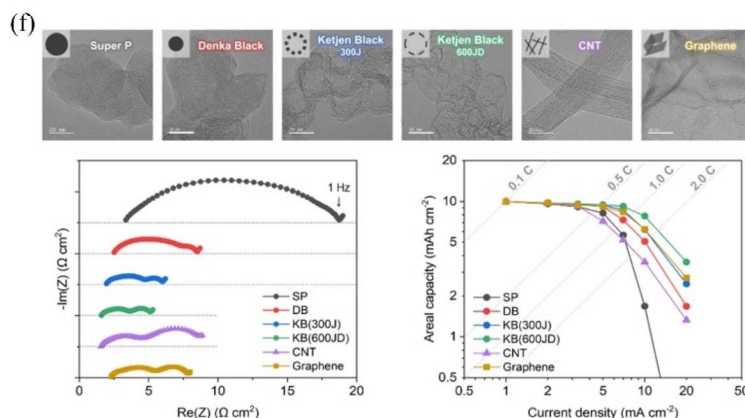 (f)
Super P
Denka Black
Ketjen Black
300J
Ketjen Black
600JD
CNT
Graphene
-Im(Z) (Ω cm²)
1 Hz
SP
DB
KB(300J)
KB(600JD)
CNT
Graphene
0 5 10 15 20
Re(Z) (Ω cm²)
Areal capacity (mAh cm⁻²)
20
10
5
2
1
0.5
0.1 C
0.5 C
1.0 C
2.0 C
SP
DB
KB(300J)
KB(600JD)
CNT
Graphene
0.5 1 2 5 10 20 50
Current density (mA cm⁻²)